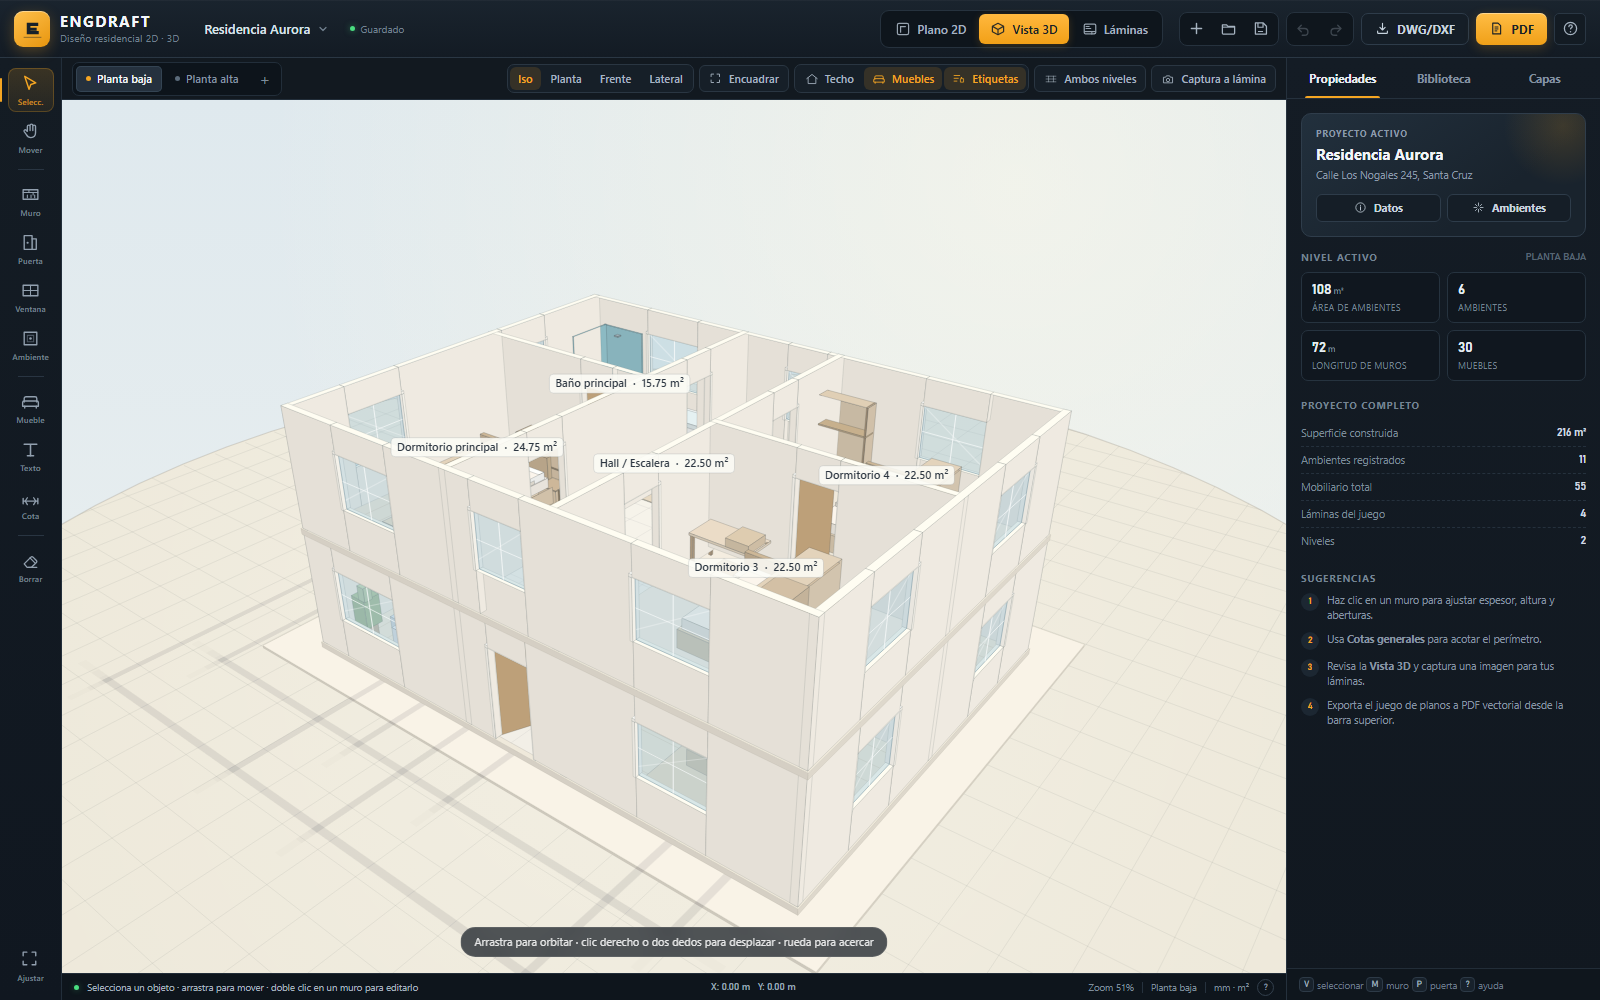 ENGDRAFT
Diseño residencial 2D · 3D
Residencia Aurora
Guardado
Plano 2D
Vista 3D
Láminas
DWG/DXF
PDF
Planta baja
Planta alta
+
Iso
Planta
Frente
Lateral
Encuadrar
Techo
Muebles
Etiquetas
Ambos niveles
Captura a lámina
Propiedades
Biblioteca
Capas
Selecc.
Mover
Muro
Puerta
Ventana
Ambiente
Mueble
Texto
Cota
Borrar
Ajustar
Baño principal · 15.75 m²
Dormitorio principal · 24.75 m²
Hall / Escalera · 22.50 m²
Dormitorio 4 · 22.50 m²
Dormitorio 3 · 22.50 m²
Arrastra para orbitar · clic derecho o dos dedos para desplazar · rueda para acercar
PROYECTO ACTIVO
Residencia Aurora
Calle Los Nogales 245, Santa Cruz
Datos
Ambientes
NIVEL ACTIVO
PLANTA BAJA
108 m²
ÁREA DE AMBIENTES
6
AMBIENTES
72 m
LONGITUD DE MUROS
30
MUEBLES
PROYECTO COMPLETO
Superficie construida 216 m²
Ambientes registrados 11
Mobiliario total 55
Láminas del juego 4
Niveles 2
SUGERENCIAS
1 Haz clic en un muro para ajustar espesor, altura y
aberturas.
2 Usa Cotas generales para acotar el perímetro.
3 Revisa la Vista 3D y captura una imagen para tus
láminas.
4 Exporta el juego de planos a PDF vectorial desde la
barra superior.
Selecciona un objeto · arrastra para mover · doble clic en un muro para editarlo
X: 0.00 m Y: 0.00 m
Zoom 51%
Planta baja
mm · m²
?
V seleccionar M muro P puerta ? ayuda